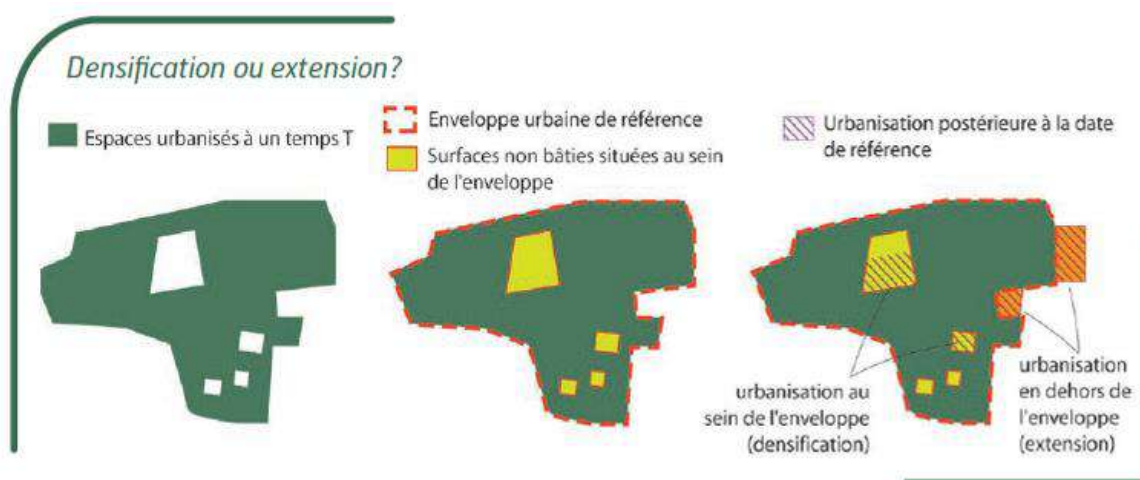 Densification ou extension?
Espaces urbanisés à un temps T
Enveloppe urbaine de référence
Surfaces non bâties situées au sein
de l'enveloppe
Urbanisation postérieure à la date
de référence
urbanisation au
sein de l'enveloppe
(densification)
urbanisation
en dehors de
l'enveloppe
(extension)